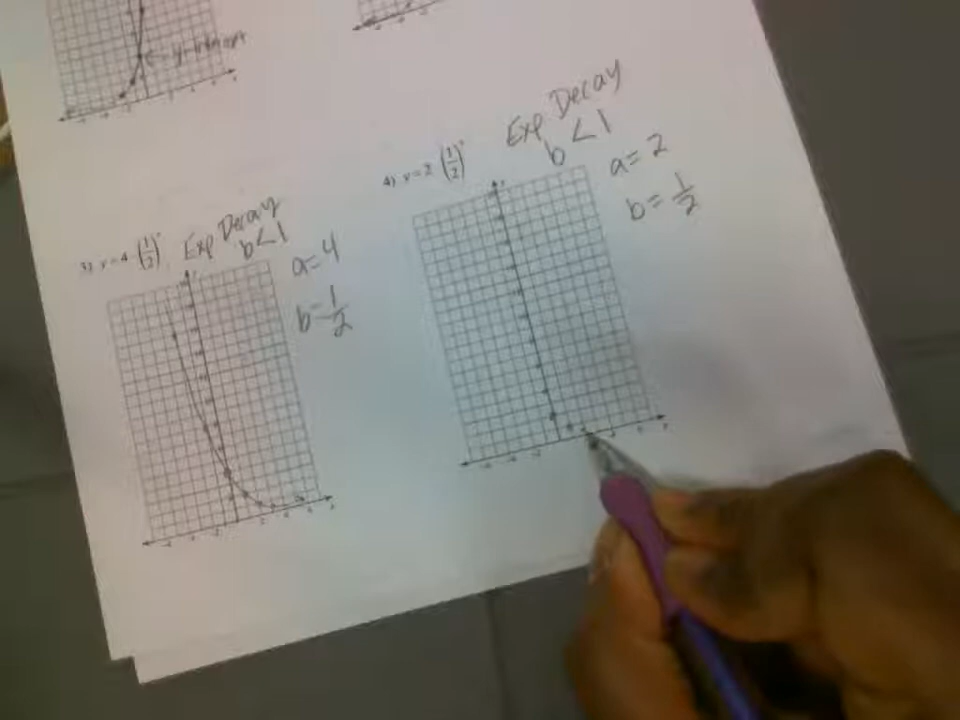 y-intercept
3) y = 4 · (1/2)^x
Exp Decay
b < 1
a = 4
b = 1/2
4) y = 2 · (1/2)^x
Exp Decay
b < 1
a = 2
b = 1/2